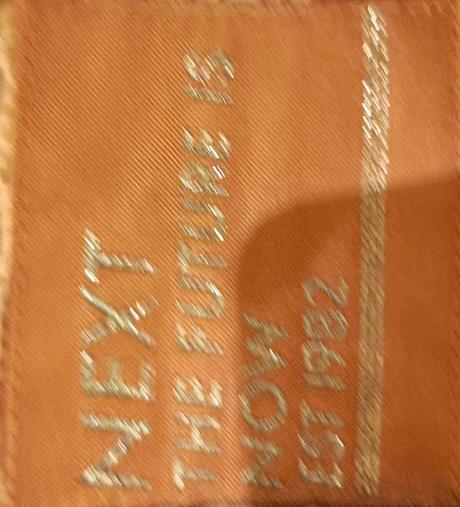 NEXT
THE FUTURE IS
NOW
EST 1982